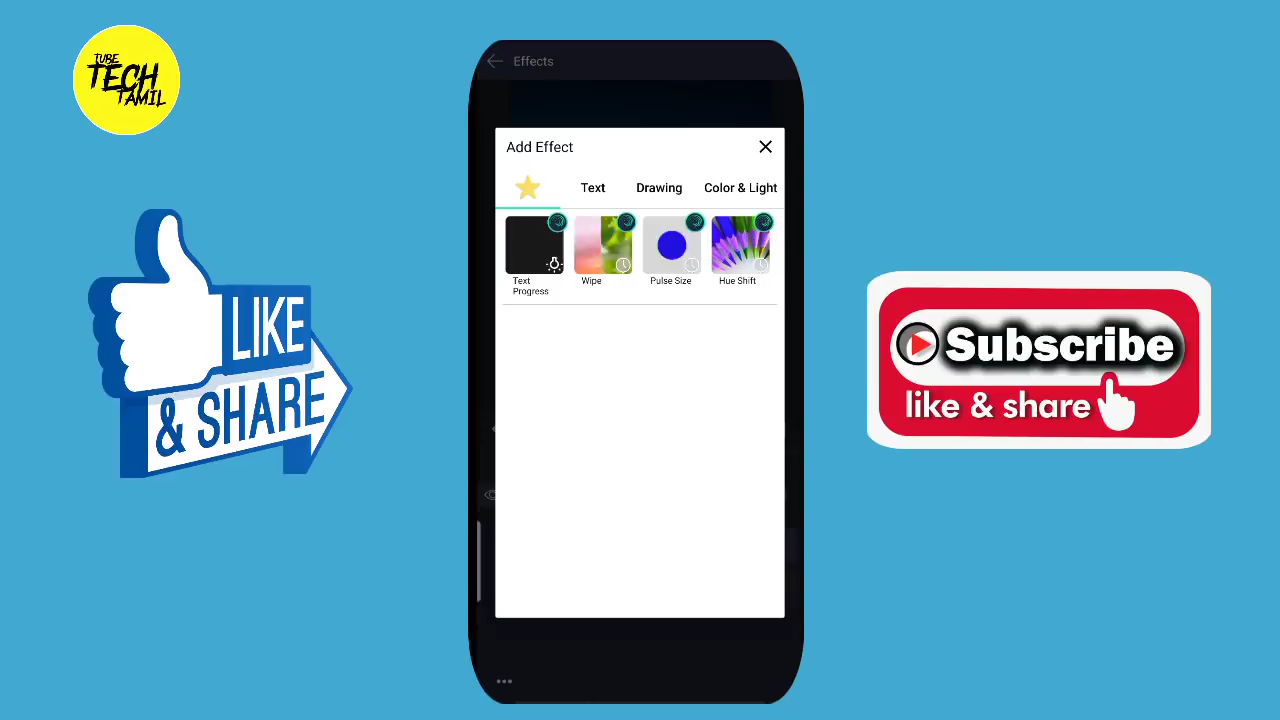 TUBE
TECH
TAMIL
Effects
Add Effect
Text
Drawing
Color & Light
Text
Progress
Wipe
Pulse Size
Hue Shift
LIKE
& SHARE
Subscribe
like & share